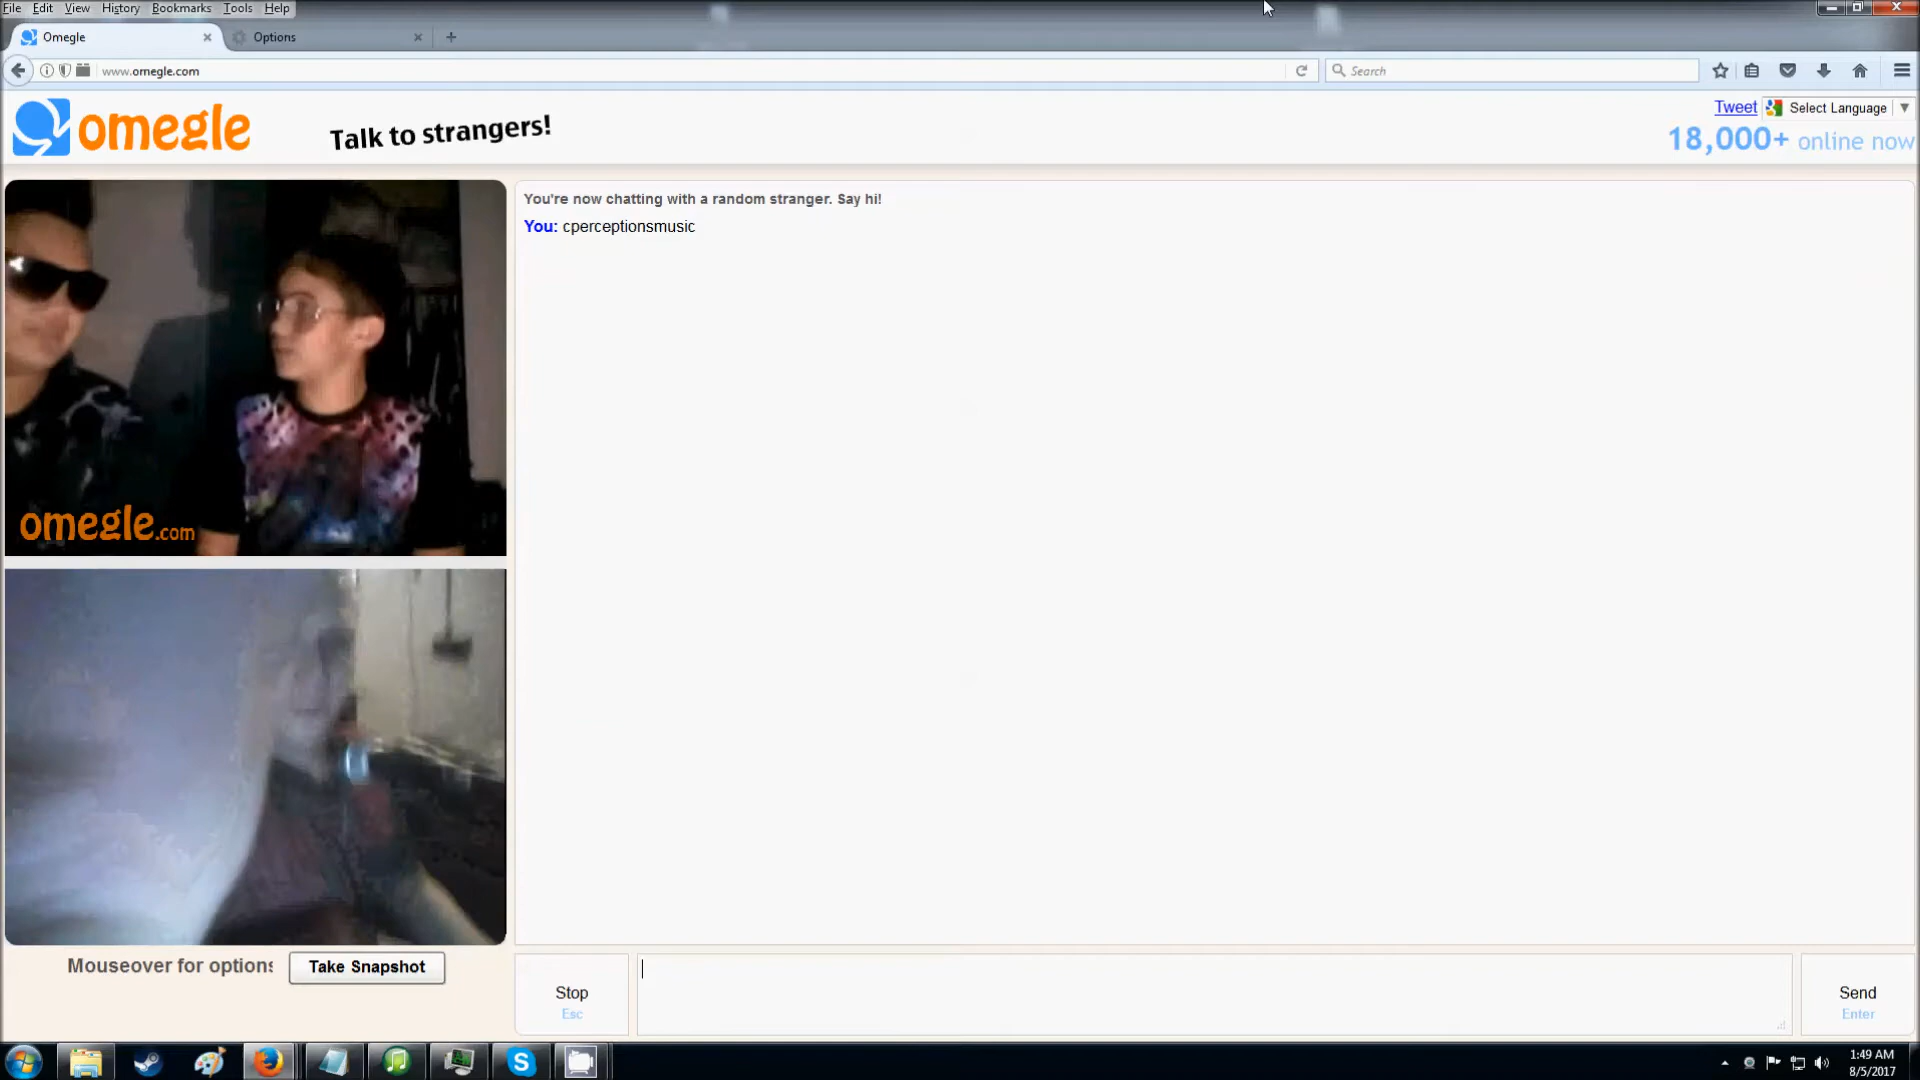 File Edit View History Bookmarks Tools Help
Omegle
Options
www.omegle.com
Search
omegle
Talk to strangers!
Tweet
Select Language
18,000+ online now
You're now chatting with a random stranger. Say hi!
You: cperceptionsmusic
omegle.com
Mouseover for options
Take Snapshot
Stop
Esc
Send
Enter
1:49 AM
8/5/2017